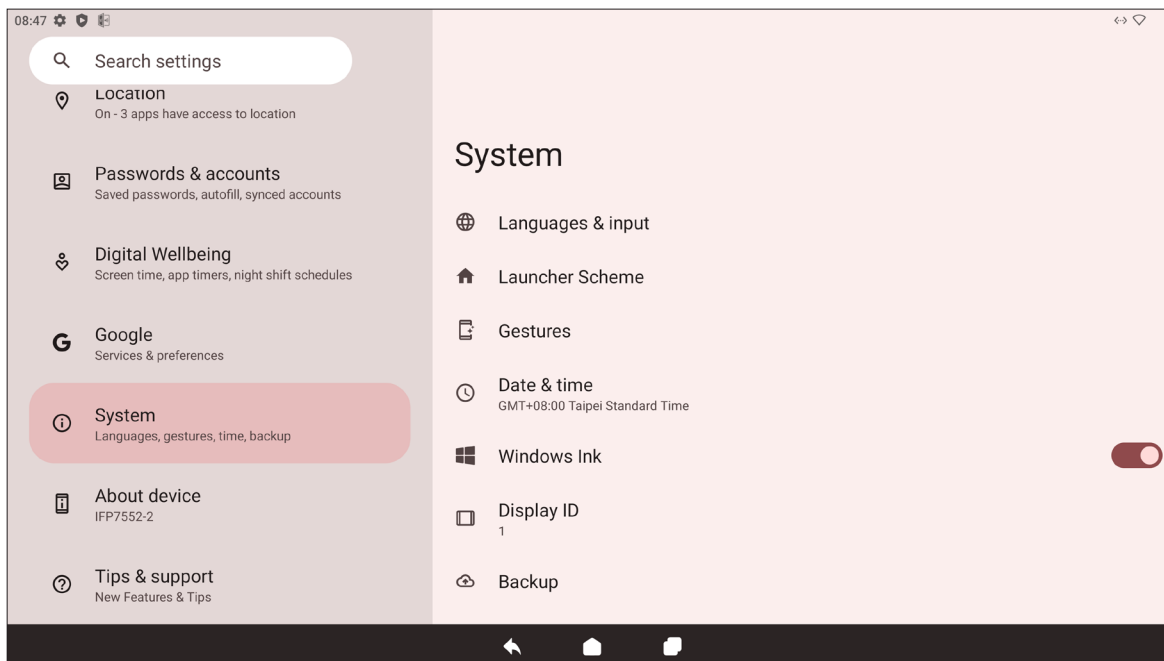 08:47
Search settings
Location
On - 3 apps have access to location
Passwords & accounts
Saved passwords, autofill, synced accounts
Digital Wellbeing
Screen time, app timers, night shift schedules
Google
Services & preferences
System
Languages, gestures, time, backup
About device
IFP7552-2
Tips & support
New Features & Tips
System
Languages & input
Launcher Scheme
Gestures
Date & time
GMT+08:00 Taipei Standard Time
Windows Ink
Display ID
1
Backup